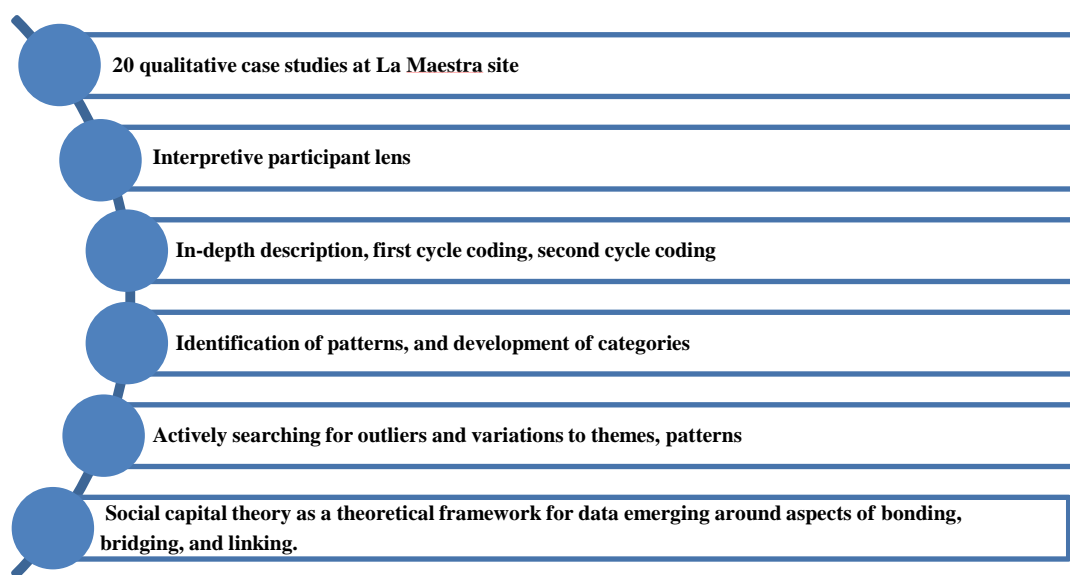 20 qualitative case studies at La Maestra site
Interpretive participant lens
In-depth description, first cycle coding, second cycle coding
Identification of patterns, and development of categories
Actively searching for outliers and variations to themes, patterns
Social capital theory as a theoretical framework for data emerging around aspects of bonding,
bridging, and linking.